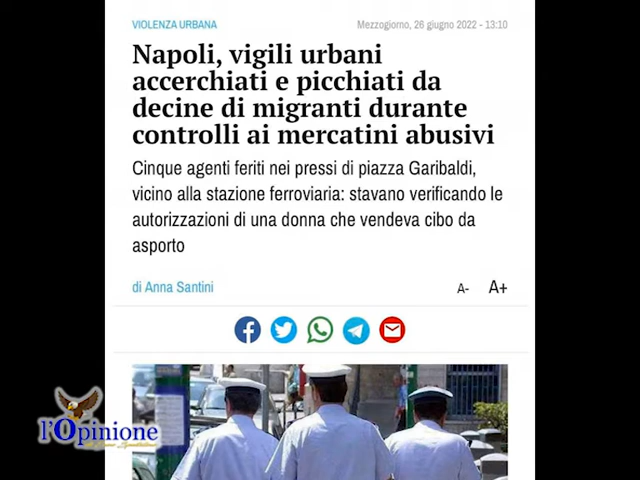 VIOLENZA URBANA
Mezzogiorno, 26 giugno 2022 - 13:10
Napoli, vigili urbani
accerchiati e picchiati da
decine di migranti durante
controlli ai mercatini abusivi
Cinque agenti feriti nei pressi di piazza Garibaldi,
vicino alla stazione ferroviaria: stavano verificando le
autorizzazioni di una donna che vendeva cibo da
asporto
di Anna Santini
A- A+
l'Opinione